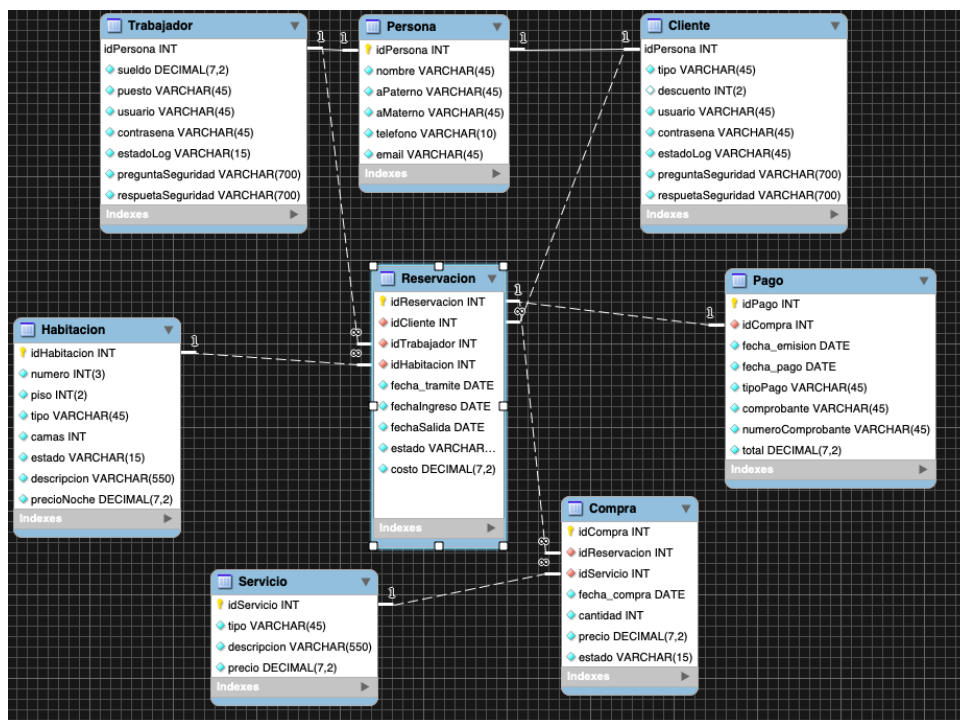 Trabajador
idPersona INT
sueldo DECIMAL(7,2)
puesto VARCHAR(45)
usuario VARCHAR(45)
contrasena VARCHAR(45)
estadoLog VARCHAR(15)
preguntaSeguridad VARCHAR(700)
respuetaSeguridad VARCHAR(700)
Indexes
1
1
Persona
idPersona INT
nombre VARCHAR(45)
aPaterno VARCHAR(45)
aMaterno VARCHAR(45)
telefono VARCHAR(10)
email VARCHAR(45)
Indexes
1
1
Cliente
idPersona INT
tipo VARCHAR(45)
descuento INT(2)
usuario VARCHAR(45)
contrasena VARCHAR(45)
estadoLog VARCHAR(45)
preguntaSeguridad VARCHAR(700)
respuetaSeguridad VARCHAR(700)
Indexes
Habitacion
idHabitacion INT
numero INT(3)
piso INT(2)
tipo VARCHAR(45)
camas INT
estado VARCHAR(15)
descripcion VARCHAR(550)
precioNoche DECIMAL(7,2)
Indexes
1
∞
∞
Reservacion
idReservacion INT
idCliente INT
idTrabajador INT
idHabitacion INT
fecha_tramite DATE
fechaIngreso DATE
fechaSalida DATE
estado VARCHAR...
costo DECIMAL(7,2)
Indexes
1
∞
1
Pago
idPago INT
idCompra INT
fecha_emision DATE
fecha_pago DATE
tipoPago VARCHAR(45)
comprobante VARCHAR(45)
numeroComprobante VARCHAR(45)
total DECIMAL(7,2)
Indexes
Servicio
idServicio INT
tipo VARCHAR(45)
descripcion VARCHAR(550)
precio DECIMAL(7,2)
Indexes
1
∞
∞
Compra
idCompra INT
idReservacion INT
idServicio INT
fecha_compra DATE
cantidad INT
precio DECIMAL(7,2)
estado VARCHAR(15)
Indexes